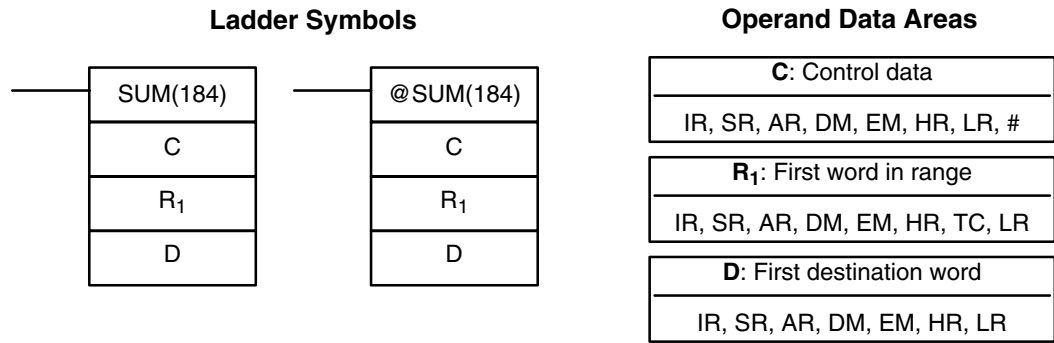 Ladder Symbols
SUM(184)
C
R1
D
@SUM(184)
C
R1
D
Operand Data Areas
C: Control data
IR, SR, AR, DM, EM, HR, LR, #
R1: First word in range
IR, SR, AR, DM, EM, HR, TC, LR
D: First destination word
IR, SR, AR, DM, EM, HR, LR